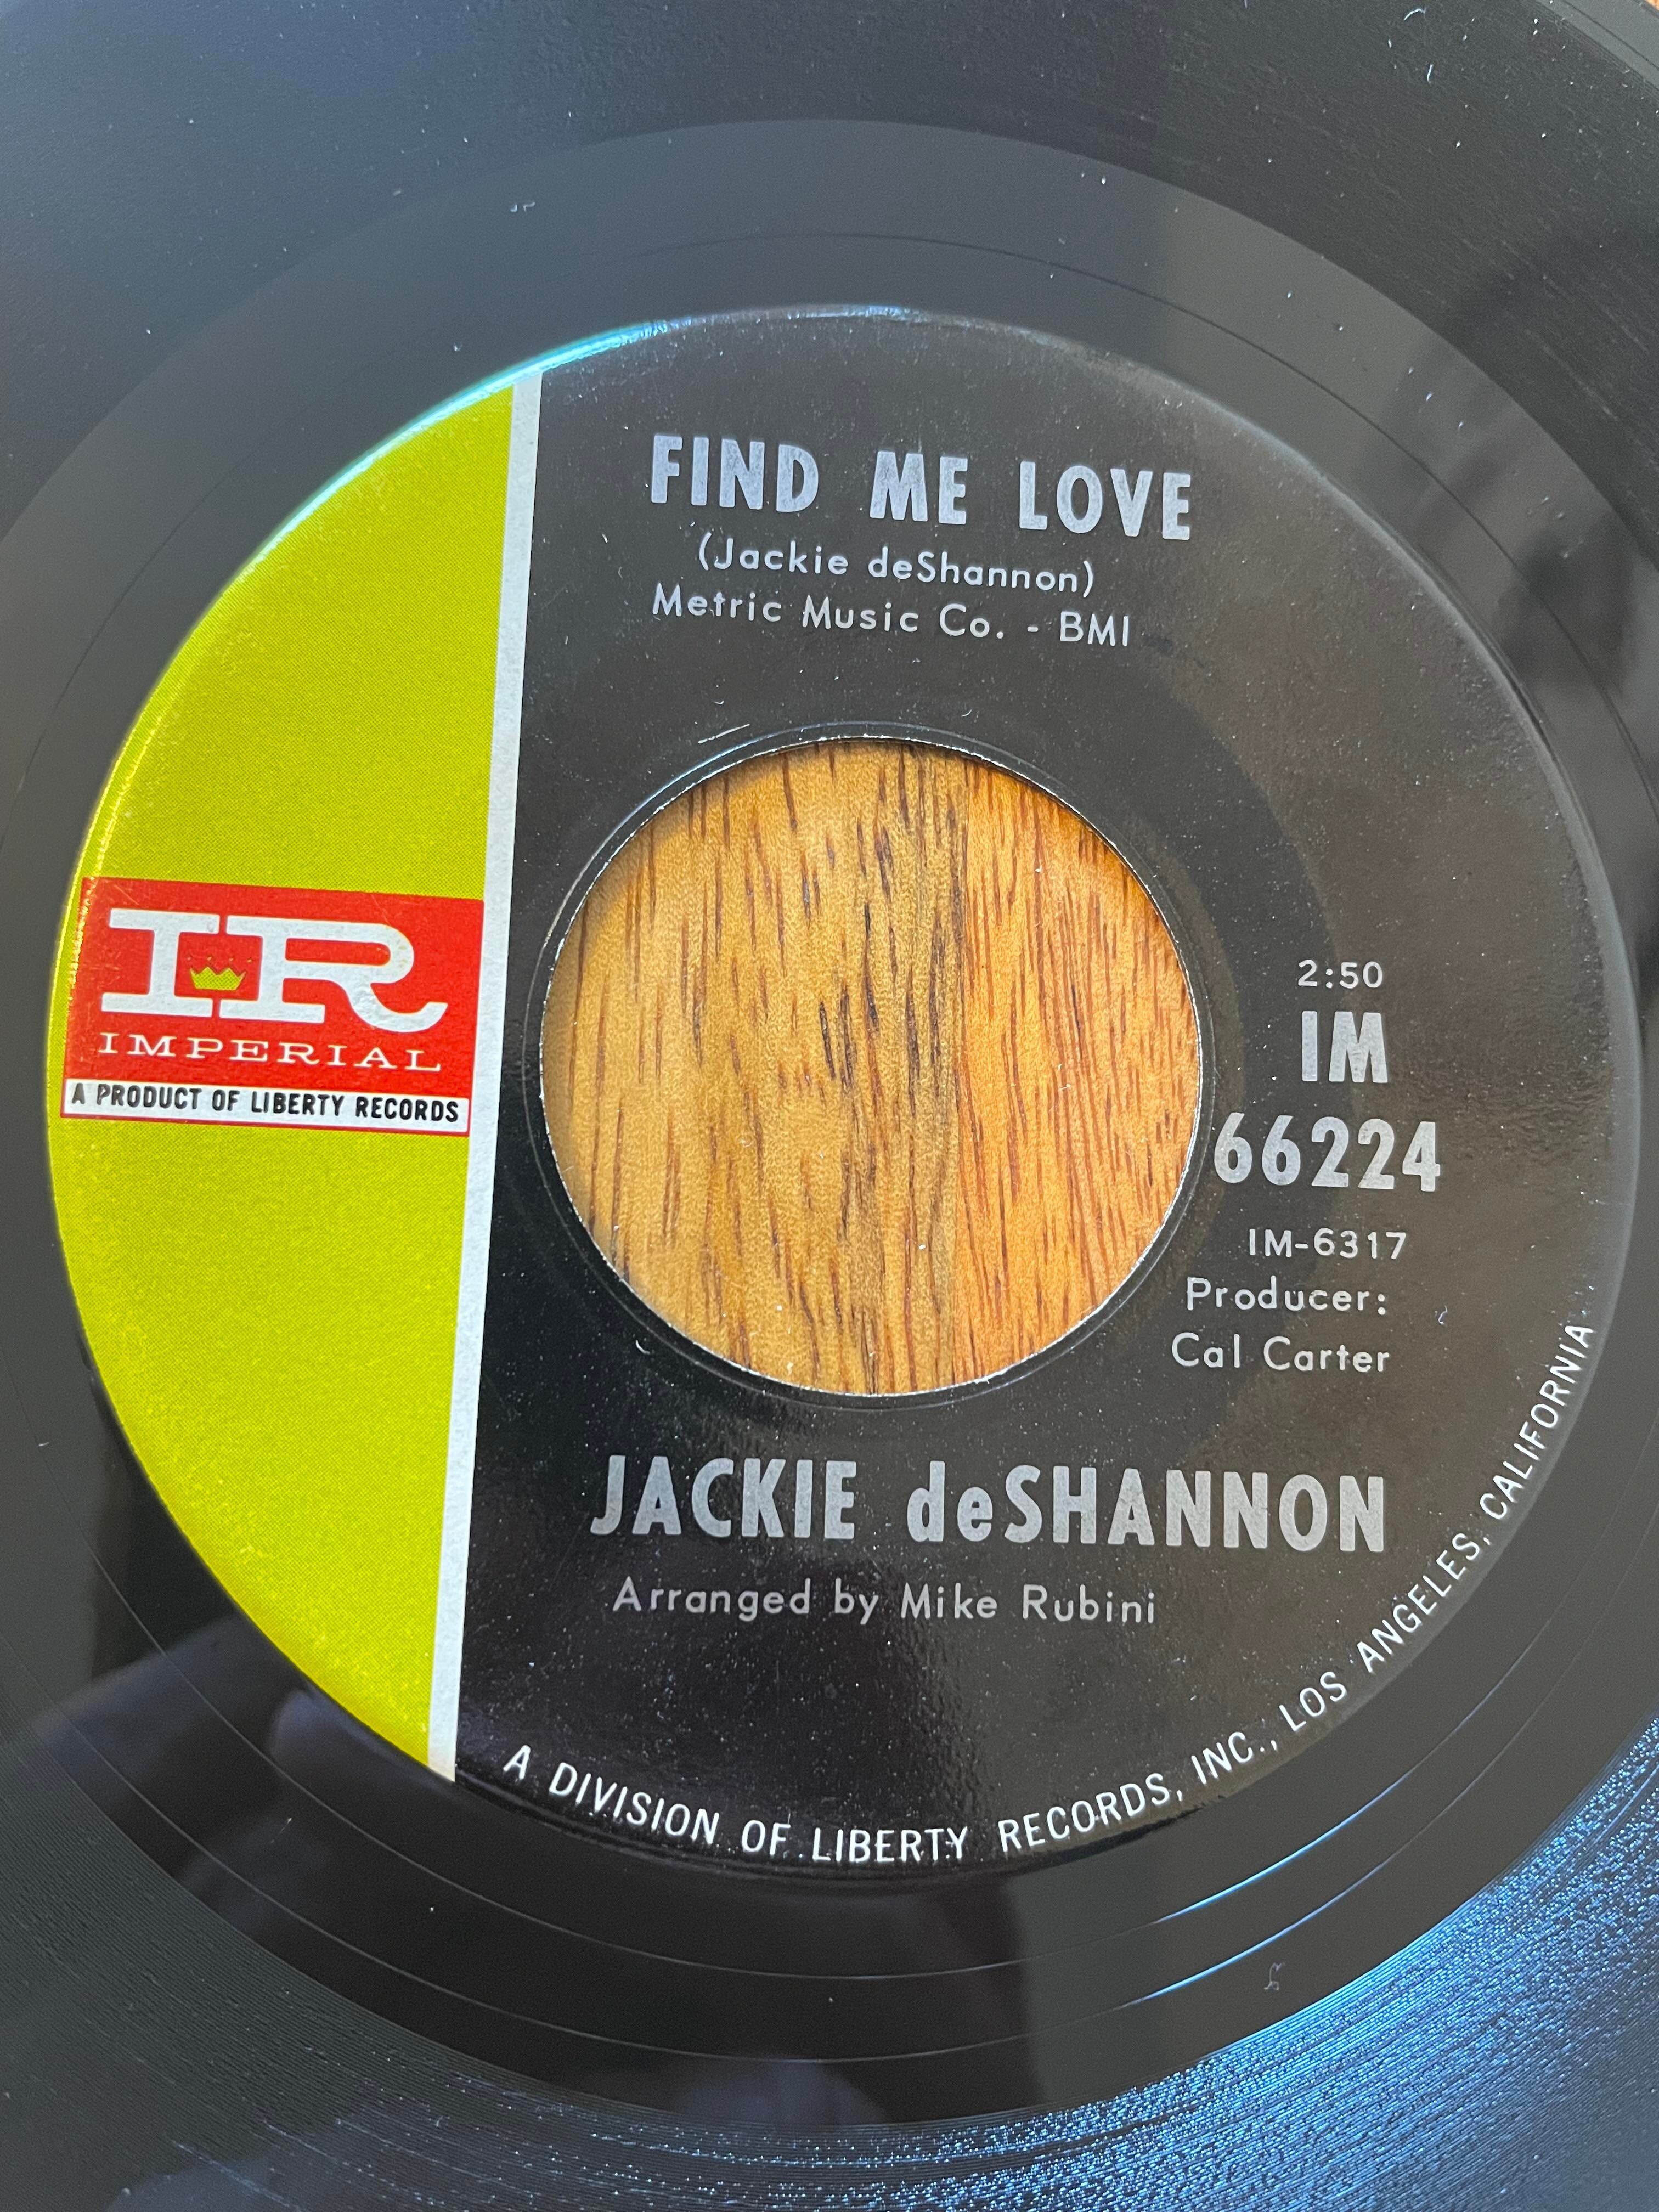 FIND ME LOVE
(Jackie deShannon)
Metric Music Co. - BMI
IR
IMPERIAL
A PRODUCT OF LIBERTY RECORDS
2:50
IM
66224
IM-6317
Producer:
Cal Carter
JACKIE deSHANNON
Arranged by Mike Rubini
A DIVISION OF LIBERTY RECORDS, INC., LOS ANGELES, CALIFORNIA